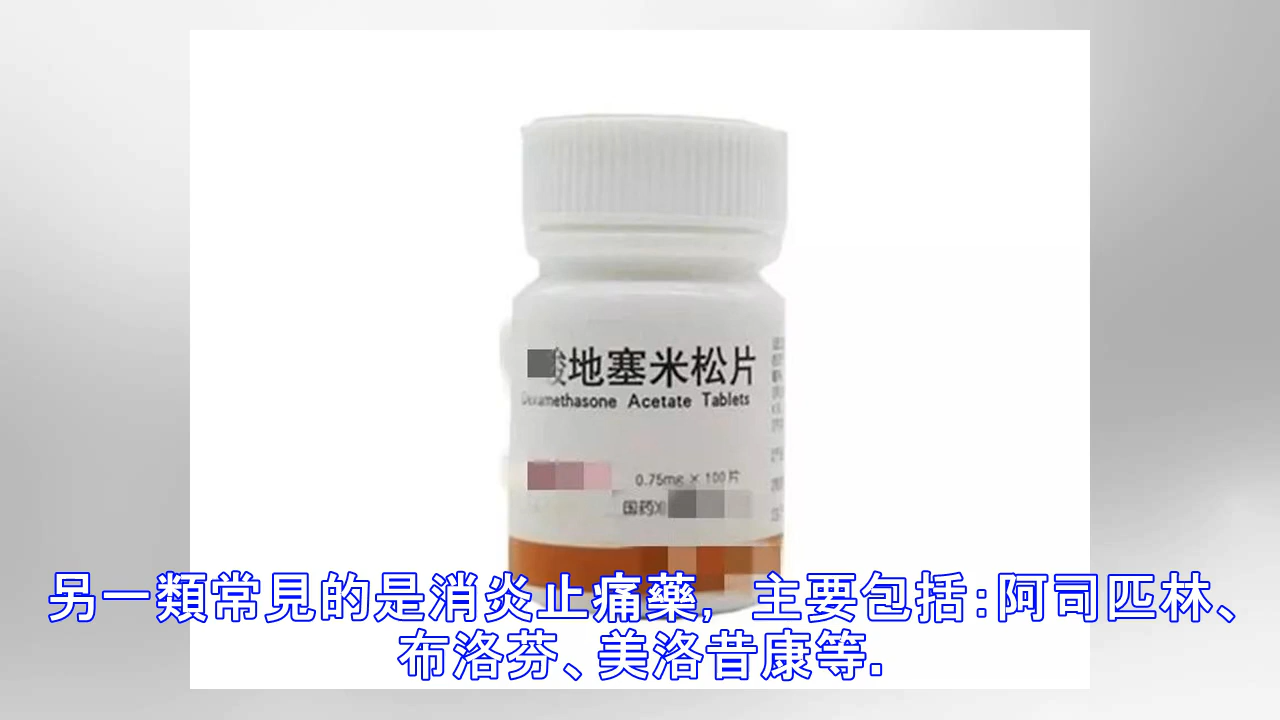 酸地塞米松片
Dexamethasone Acetate Tablets
0.75mg × 100片
国药准
另一類常見的是消炎止痛藥, 主要包括:阿司匹林、
布洛芬、美洛昔康等.